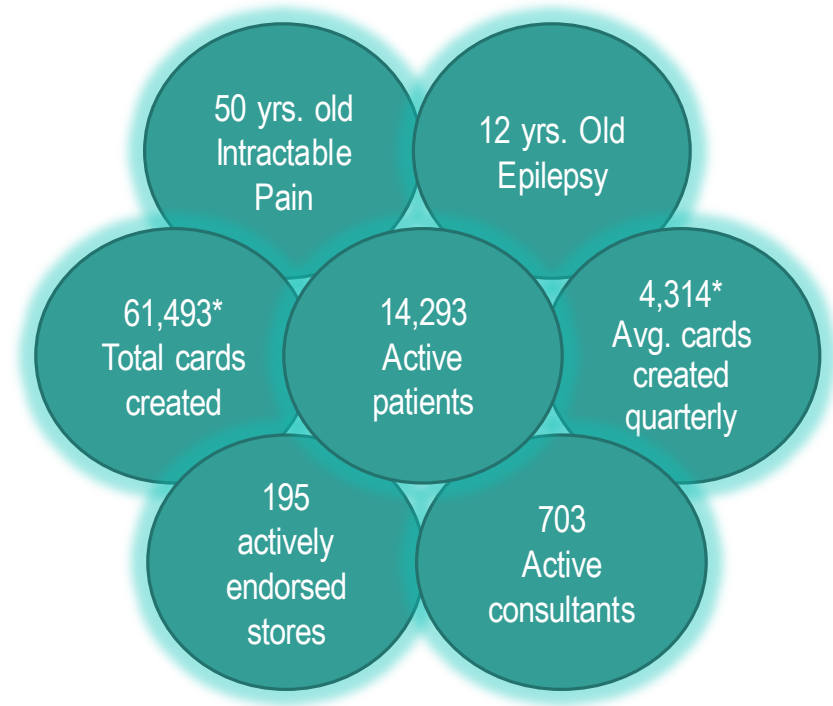 50 yrs. old
Intractable
Pain
12 yrs. Old
Epilepsy
61,493*
Total cards
created
14,293
Active
patients
4,314*
Avg. cards
created
quarterly
195
actively
endorsed
stores
703
Active
consultants